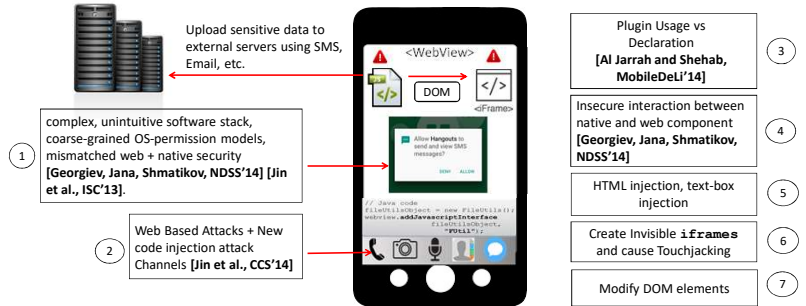 Upload sensitive data to
external servers using SMS,
Email, etc.
1
complex, unintuitive software stack,
coarse-grained OS-permission models,
mismatched web + native security
[Georgiev, Jana, Shmatikov, NDSS'14] [Jin
et al., ISC'13].
2
Web Based Attacks + New
code injection attack
Channels [Jin et al., CCS'14]
<WebView>
</>
DOM
</>
<iFrame>
Allow Hangouts to
send and view SMS
messages?
DENY ALLOW
// Java code
fileUtilsObject = new FileUtils();
webview.addJavascriptInterface
fileUtilsObject,
"FUtil");
Plugin Usage vs
Declaration
[Al Jarrah and Shehab,
MobileDeLi'14]
3
Insecure interaction between
native and web component
[Georgiev, Jana, Shmatikov,
NDSS'14]
4
HTML injection, text-box
injection
5
Create Invisible iframes
and cause Touchjacking
6
Modify DOM elements
7